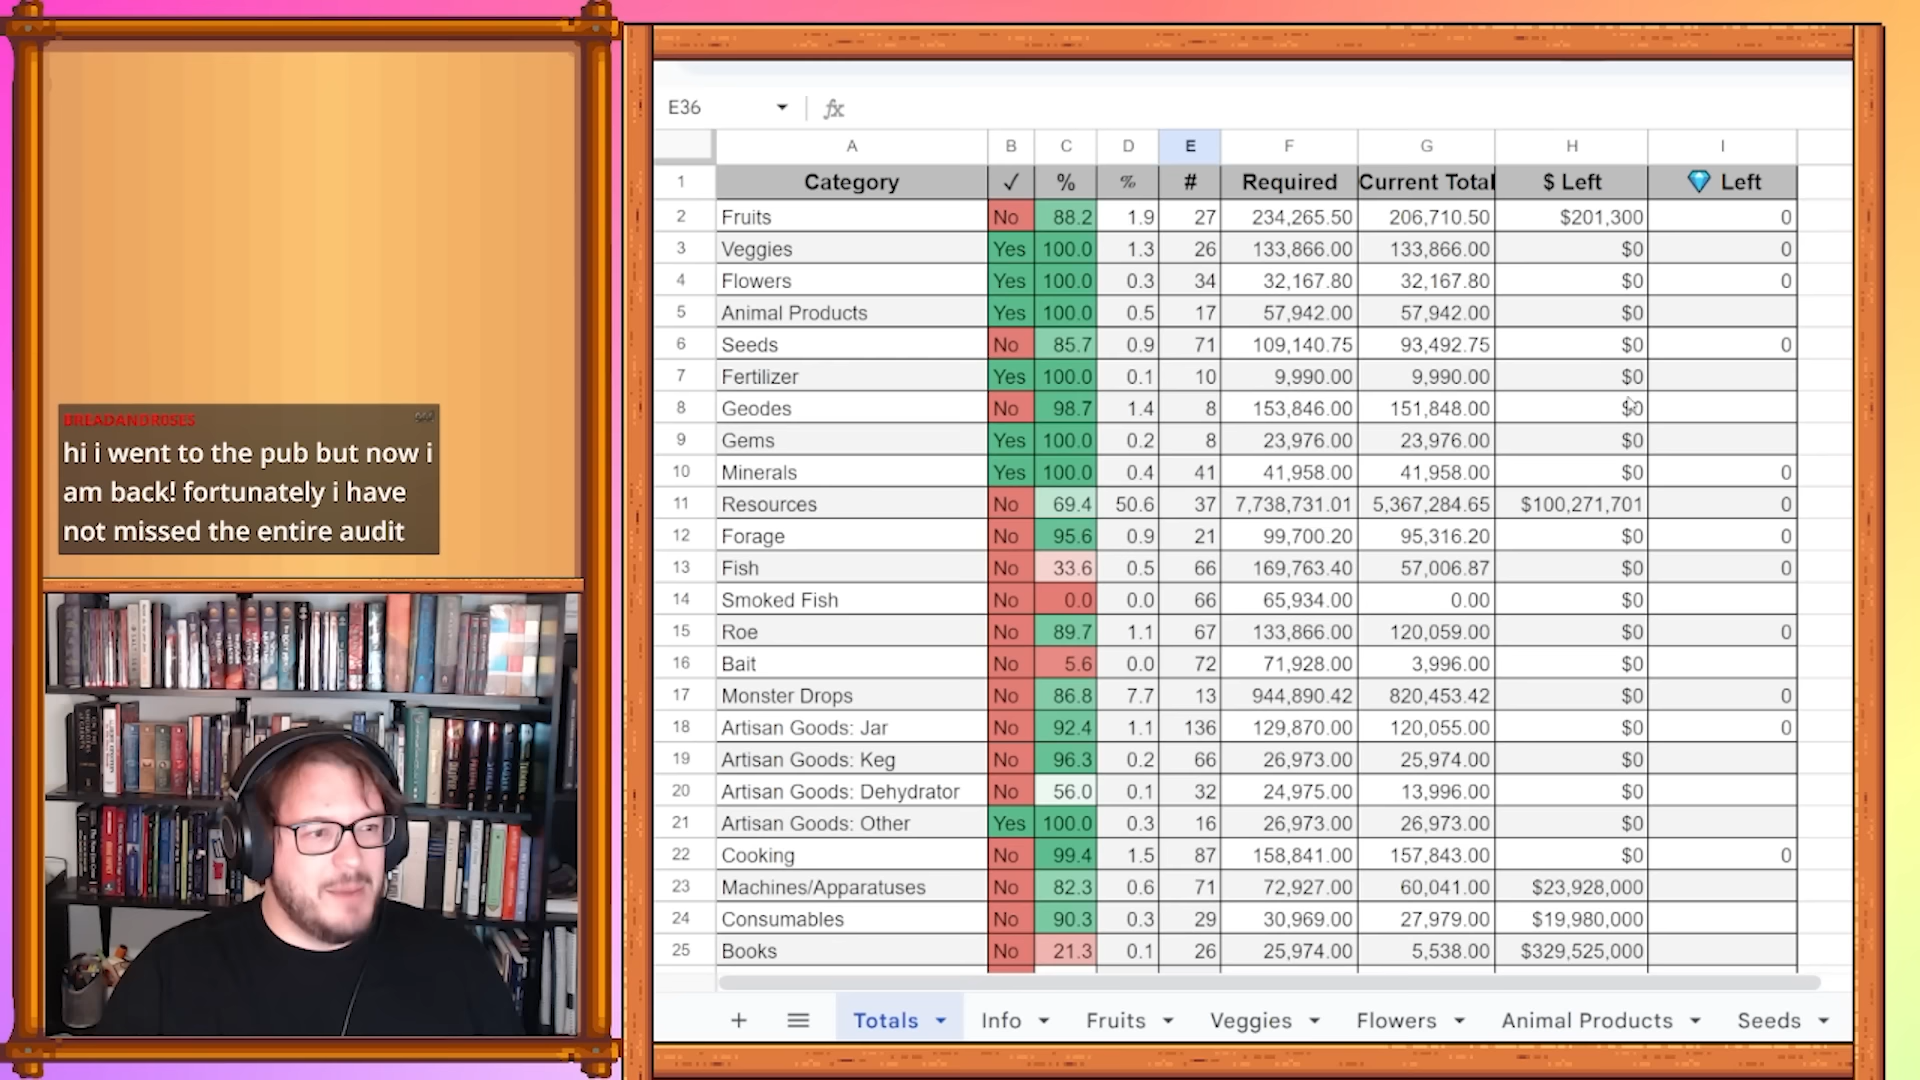 BREADANDROSES
hi i went to the pub but now i
am back! fortunately i have
not missed the entire audit
E36 fx
A B C D E F G H I
1 Category ✓ % % # Required Current Total $ Left 💎 Left
2 Fruits No 88.2 1.9 27 234,265.50 206,710.50 $201,300 0
3 Veggies Yes 100.0 1.3 26 133,866.00 133,866.00 $0 0
4 Flowers Yes 100.0 0.3 34 32,167.80 32,167.80 $0 0
5 Animal Products Yes 100.0 0.5 17 57,942.00 57,942.00 $0
6 Seeds No 85.7 0.9 71 109,140.75 93,492.75 $0 0
7 Fertilizer Yes 100.0 0.1 10 9,990.00 9,990.00 $0
8 Geodes No 98.7 1.4 8 153,846.00 151,848.00 $0
9 Gems Yes 100.0 0.2 8 23,976.00 23,976.00 $0
10 Minerals Yes 100.0 0.4 41 41,958.00 41,958.00 $0 0
11 Resources No 69.4 50.6 37 7,738,731.01 5,367,284.65 $100,271,701 0
12 Forage No 95.6 0.9 21 99,700.20 95,316.20 $0 0
13 Fish No 33.6 0.5 66 169,763.40 57,006.87 $0 0
14 Smoked Fish No 0.0 0.0 66 65,934.00 0.00 $0
15 Roe No 89.7 1.1 67 133,866.00 120,059.00 $0 0
16 Bait No 5.6 0.0 72 71,928.00 3,996.00 $0
17 Monster Drops No 86.8 7.7 13 944,890.42 820,453.42 $0 0
18 Artisan Goods: Jar No 92.4 1.1 136 129,870.00 120,055.00 $0 0
19 Artisan Goods: Keg No 96.3 0.2 66 26,973.00 25,974.00 $0
20 Artisan Goods: Dehydrator No 56.0 0.1 32 24,975.00 13,996.00 $0
21 Artisan Goods: Other Yes 100.0 0.3 16 26,973.00 26,973.00 $0
22 Cooking No 99.4 1.5 87 158,841.00 157,843.00 $0 0
23 Machines/Apparatuses No 82.3 0.6 71 72,927.00 60,041.00 $23,928,000
24 Consumables No 90.3 0.3 29 30,969.00 27,979.00 $19,980,000
25 Books No 21.3 0.1 26 25,974.00 5,538.00 $329,525,000
Totals Info Fruits Veggies Flowers Animal Products Seeds